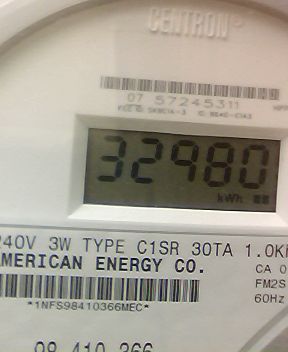 CENTRON®
07 57245311
32980
kWh
240V 3W TYPE C1SR 30TA 1.0K
AMERICAN ENERGY CO.
CA 0
FM2S
60Hz
*1NFS98410366MEC*
98 410 366